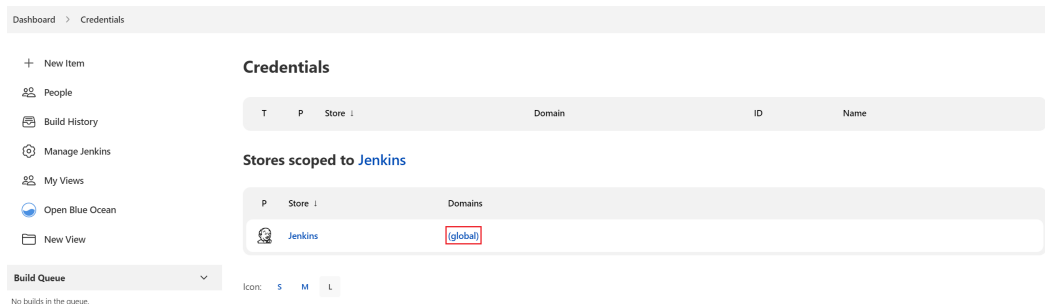 Dashboard > Credentials
New Item
People
Build History
Manage Jenkins
My Views
Open Blue Ocean
New View
Build Queue
No builds in the queue.
Credentials
T P Store ↓ Domain ID Name
Stores scoped to Jenkins
P Store ↓ Domains
Jenkins (global)
Icon: S M L